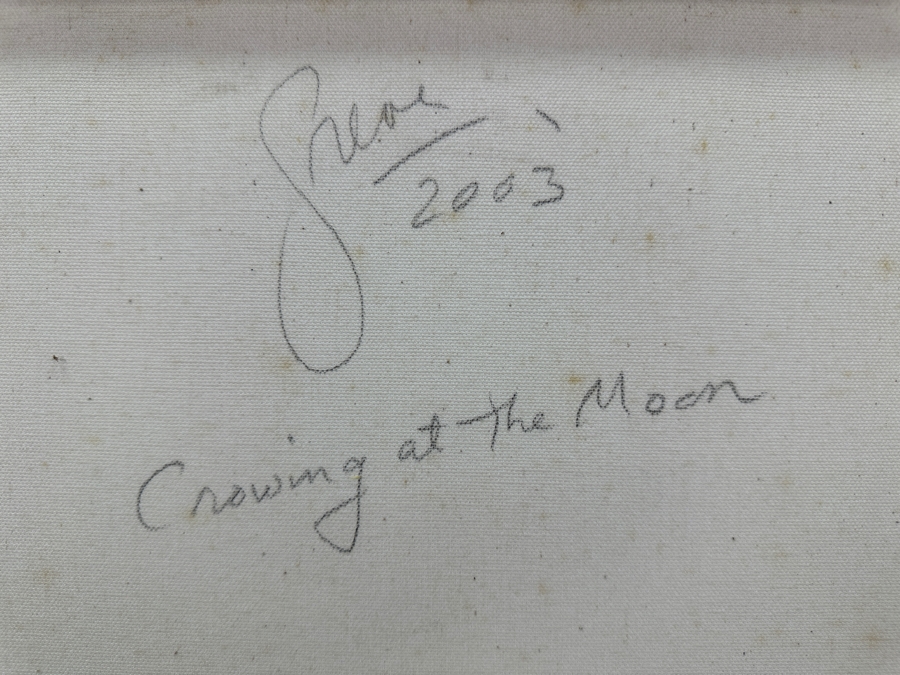 2003
Crowing at the Moon